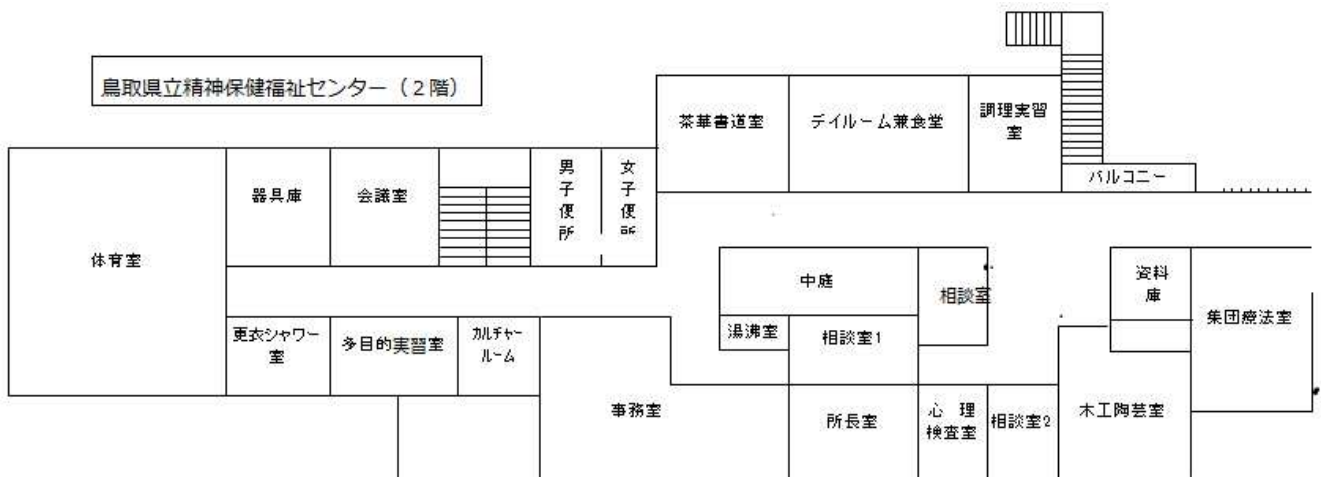 鳥取県立精神保健福祉センター（２階）
茶華書道室
デイルーム兼食堂
調理実習
室
バルコニー
体育室
器具庫
会議室
男子便所
女子便所
中庭
相談室
資料
庫
集団療法室
更衣シャワー
室
多目的実習室
カルチャー
ルーム
湯沸室
相談室1
事務室
所長室
心 理
検査室
相談室2
木工陶芸室